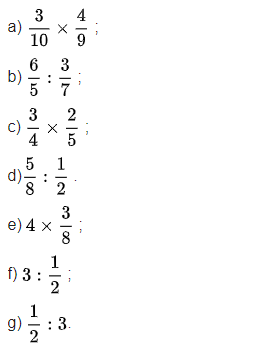 a) 3/10 × 4/9 ;
b) 6/5 : 3/7 ;
c) 3/4 × 2/5 ;
d) 5/8 : 1/2 .
e) 4 × 3/8 ;
f) 3 : 1/2 ;
g) 1/2 : 3.